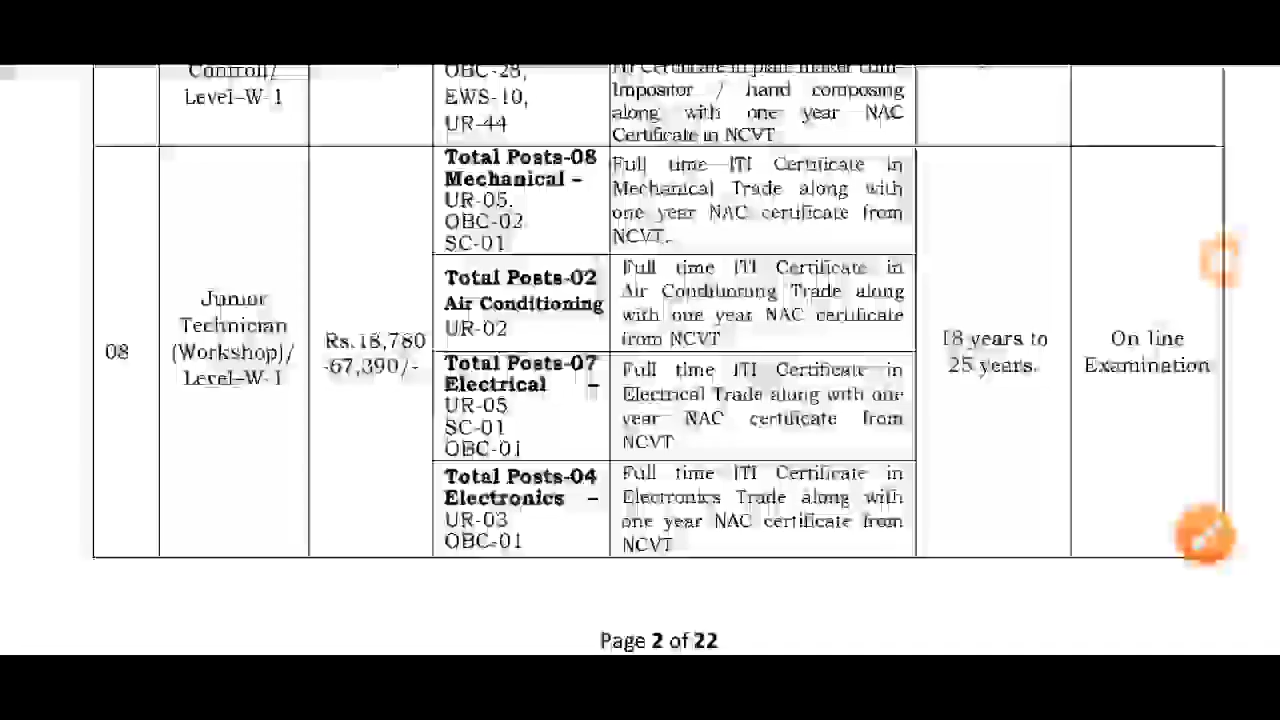 Controll/
Level-W-1
OBC-28,
EWS-10,
UR-44
Impositor / hand composing
along with one year NAC
Certificate in NCVT
08
Junior
Technician
(Workshop)/
Level-W-1
Rs.18,780
-67,390/-
Total Posts-08
Mechanical -
UR-05.
OBC-02
SC-01
Full time ITI Certificate in
Mechanical Trade along with
one year NAC certificate from
NCVT.
Total Posts-02
Air Conditioning
UR-02
Full time ITI Certificate in
Air Conditioning Trade along
with one year NAC certificate
from NCVT
Total Posts-07
Electrical -
UR-05
SC-01
OBC-01
Full time ITI Certificate in
Electrical Trade along with one
year NAC certificate from
NCVT
Total Posts-04
Electronics -
UR-03
OBC-01
Full time ITI Certificate in
Electronics Trade along with
one year NAC certificate from
NCVT
18 years to
25 years.
On line
Examination
Page 2 of 22